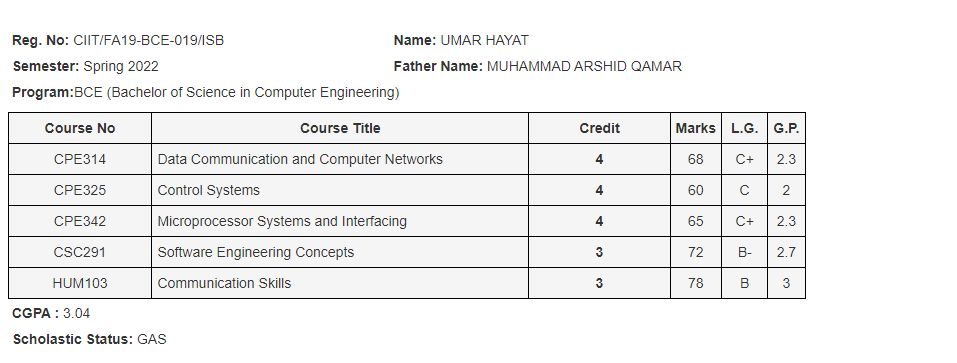 Reg. No: CIIT/FA19-BCE-019/ISB Name: UMAR HAYAT
Semester: Spring 2022 Father Name: MUHAMMAD ARSHID QAMAR
Program:BCE (Bachelor of Science in Computer Engineering)
Course No Course Title Credit Marks L.G. G.P.
CPE314 Data Communication and Computer Networks 4 68 C+ 2.3
CPE325 Control Systems 4 60 C 2
CPE342 Microprocessor Systems and Interfacing 4 65 C+ 2.3
CSC291 Software Engineering Concepts 3 72 B- 2.7
HUM103 Communication Skills 3 78 B 3
CGPA : 3.04
Scholastic Status: GAS